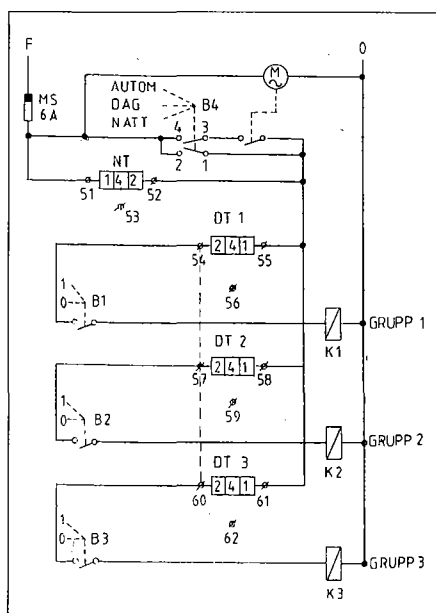 F 0
M
AUTOM
MS DAG B4
6A NATT
4 3
2 1
NT
1 4 2
51 52
53
DT 1
2 4 1
54 55
1
0 B1 56
GRUPP 1
K1
DT 2
2 4 1
57 58
1
0 B2 59
GRUPP 2
K2
DT 3
2 4 1
60 61
1
0 B3 62
GRUPP 3
K3